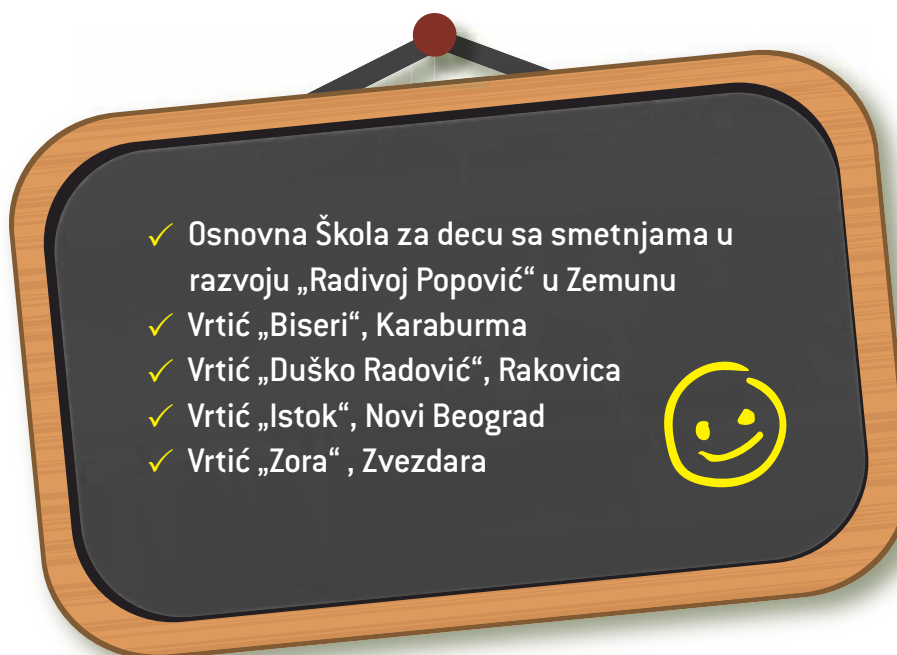 ✓ Osnovna Škola za decu sa smetnjama u
razvoju „Radivoj Popović“ u Zemunu
✓ Vrtić „Biseri“, Karaburma
✓ Vrtić „Duško Radović“, Rakovica
✓ Vrtić „Istok“, Novi Beograd
✓ Vrtić „Zora“ , Zvezdara